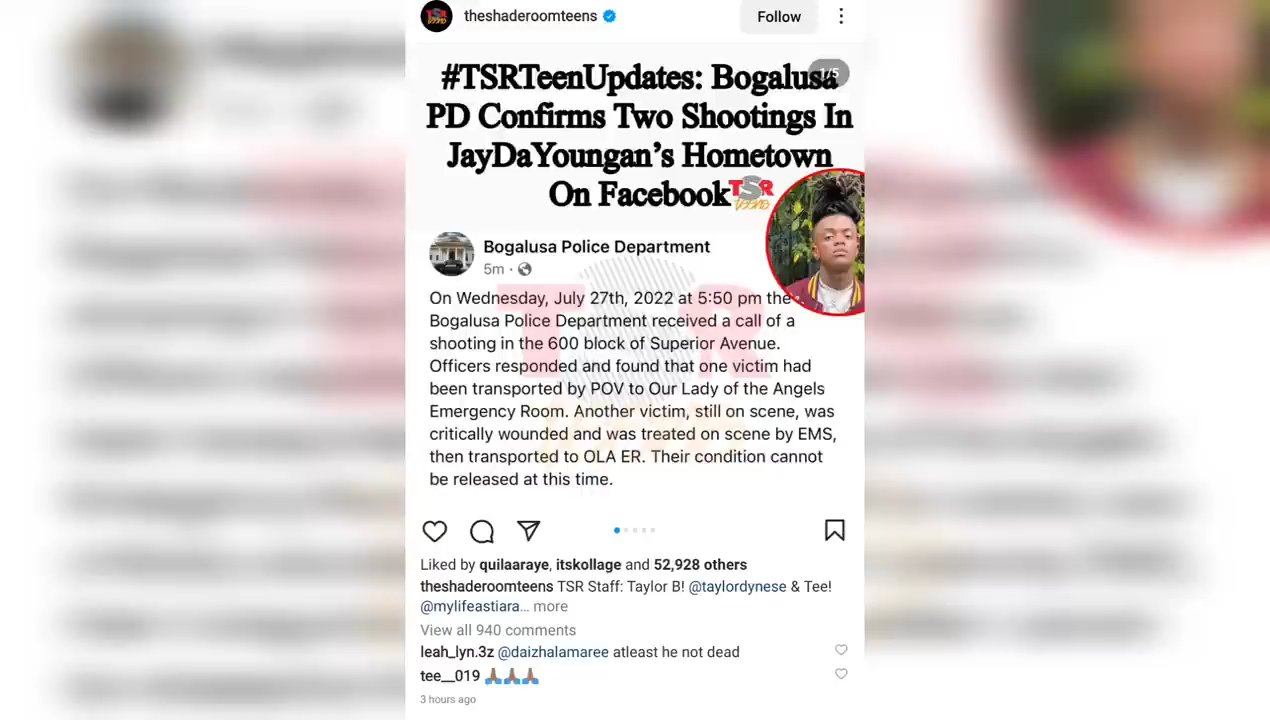 theshaderoomteens
Follow
1/5
#TSRTeenUpdates: Bogalusa
PD Confirms Two Shootings In
JayDaYoungan’s Hometown
On Facebook
TSR
TEENS
Bogalusa Police Department
5m
On Wednesday, July 27th, 2022 at 5:50 pm the
Bogalusa Police Department received a call of a
shooting in the 600 block of Superior Avenue.
Officers responded and found that one victim had
been transported by POV to Our Lady of the Angels
Emergency Room. Another victim, still on scene, was
critically wounded and was treated on scene by EMS,
then transported to OLA ER. Their condition cannot
be released at this time.
TSR
Liked by quilaaraye, itskollage and 52,928 others
theshaderoomteens TSR Staff: Taylor B! @taylordynese & Tee!
@mylifeastiara... more
View all 940 comments
leah_lyn.3z @daizhalamaree atleast he not dead
tee__019 🙏🏾🙏🏾🙏🏾
3 hours ago